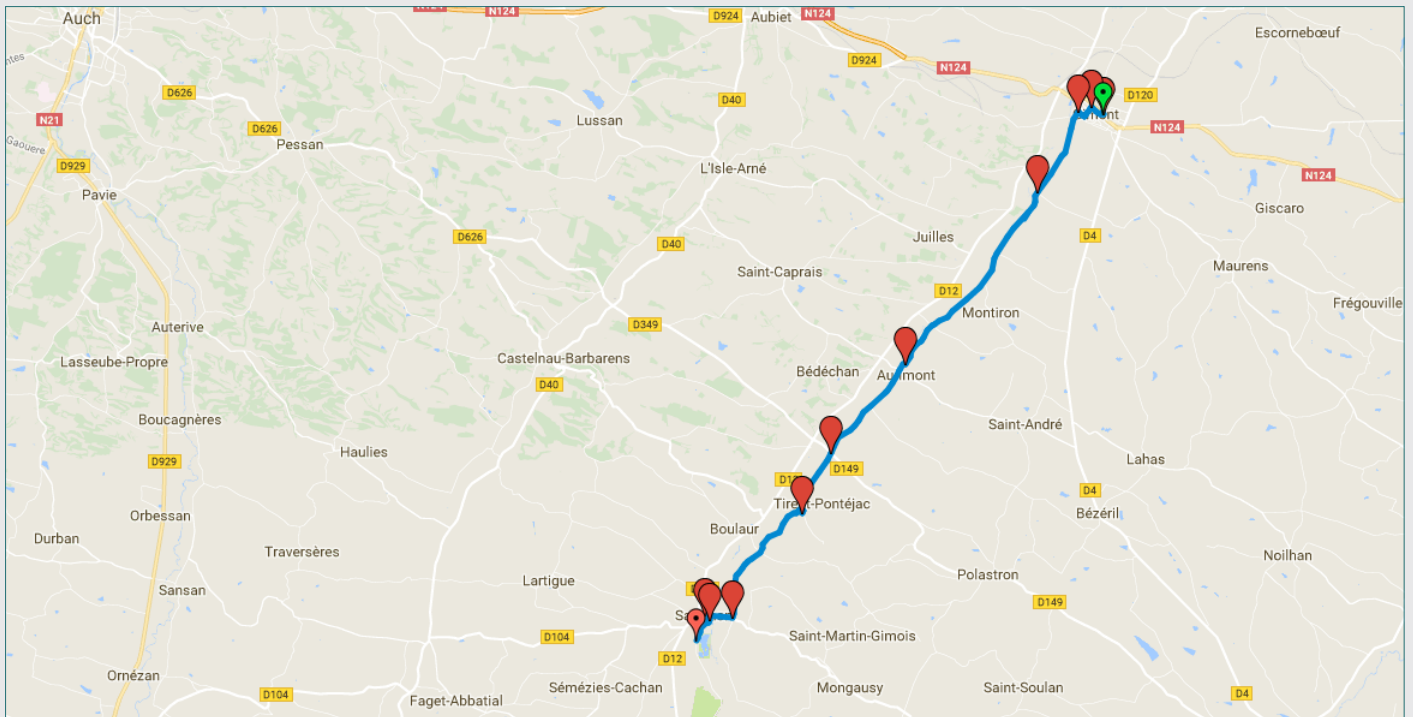 Auch
N124
N124
D924
Aubiet
N124
Escornebœuf
D924
N124
D626
D40
D120
N21
Gaouere
D626
Lussan
N124
Pessan
D929
L'Isle-Arné
N124
Pavie
Giscaro
D626
D40
Juilles
D4
Saint-Caprais
Maurens
D12
Frégouville
Auterive
D349
Montiron
Lasseube-Propre
Castelnau-Barbarens
Bédéchan
D40
Boucagnères
Saint-André
Haulies
D929
D149
Lahas
D4
Orbessan
Boulaur
Bézéril
Durban
Traversères
Noilhan
Lartigue
Polastron
Sansan
D149
D104
Saint-Martin-Gimois
D12
Ornézan
D104
Faget-Abbatial
Sémézies-Cachan
Mongausy
Saint-Soulan
D4